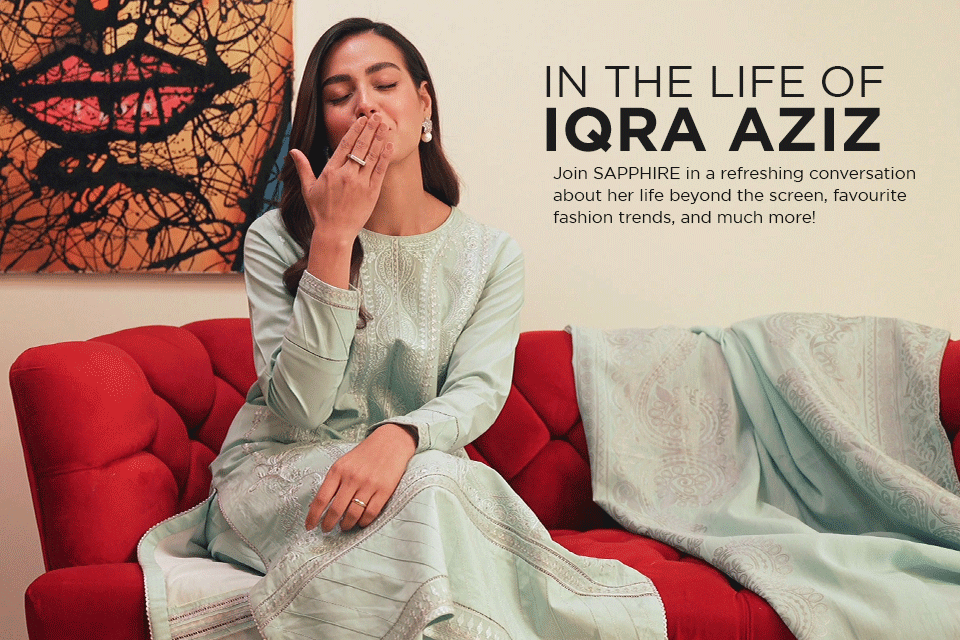 IN THE LIFE OF
IQRA AZIZ
Join SAPPHIRE in a refreshing conversation
about her life beyond the screen, favourite
fashion trends, and much more!